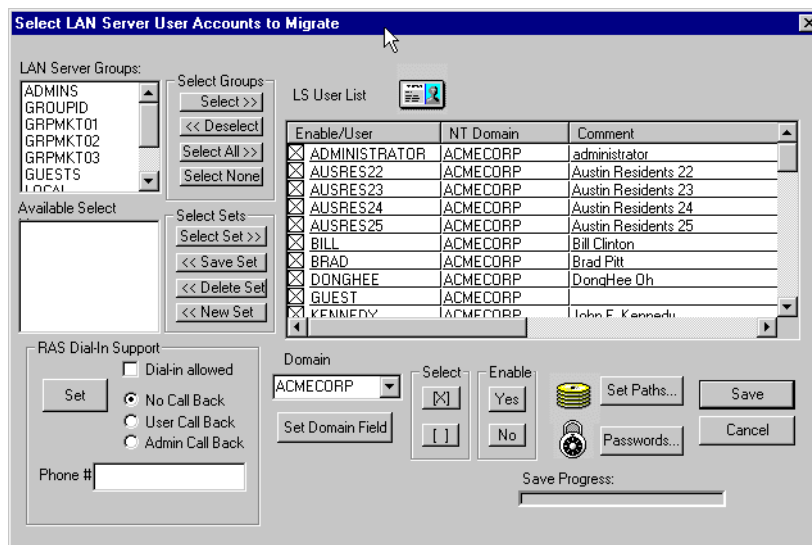 Select LAN Server User Accounts to Migrate
LAN Server Groups:
ADMINS
GROUPID
GRPMKT01
GRPMKT02
GRPMKT03
GUESTS
LOCAL
Select Groups
Select >>
<< Deselect
Select All >>
Select None
LS User List
Enable/User NT Domain Comment
ADMINISTRATOR ACMECORP administrator
AUSRES22 ACMECORP Austin Residents 22
AUSRES23 ACMECORP Austin Residents 23
AUSRES24 ACMECORP Austin Residents 24
AUSRES25 ACMECORP Austin Residents 25
BILL ACMECORP Bill Clinton
BRAD ACMECORP Brad Pitt
DONGHEE ACMECORP DongHee Oh
GUEST ACMECORP
KENNEDY ACMECORP John F. Kennedy
Available Select
Select Sets
Select Set >>
<< Save Set
<< Delete Set
<< New Set
RAS Dial-In Support
Set
Dial-in allowed
No Call Back
User Call Back
Admin Call Back
Phone #
Domain
ACMECORP
Set Domain Field
Select
[X]
[ ]
Enable
Yes
No
Set Paths...
Passwords...
Save
Cancel
Save Progress: